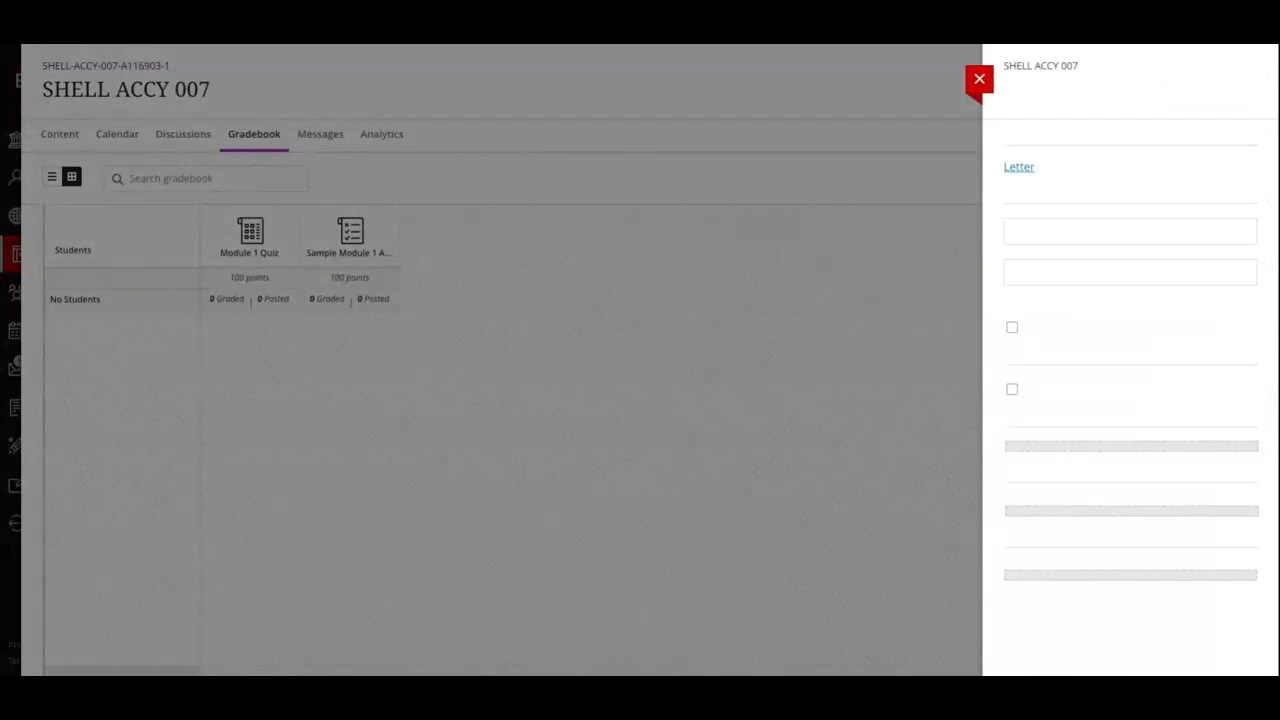 SHELL-ACCY-007-A116903-1
SHELL ACCY 007
Content Calendar Discussions Gradebook Messages Analytics
Search gradebook
Students
Module 1 Quiz
Sample Module 1 A...
100 points
100 points
No Students
0 Graded | 0 Posted
0 Graded | 0 Posted
SHELL ACCY 007
Letter